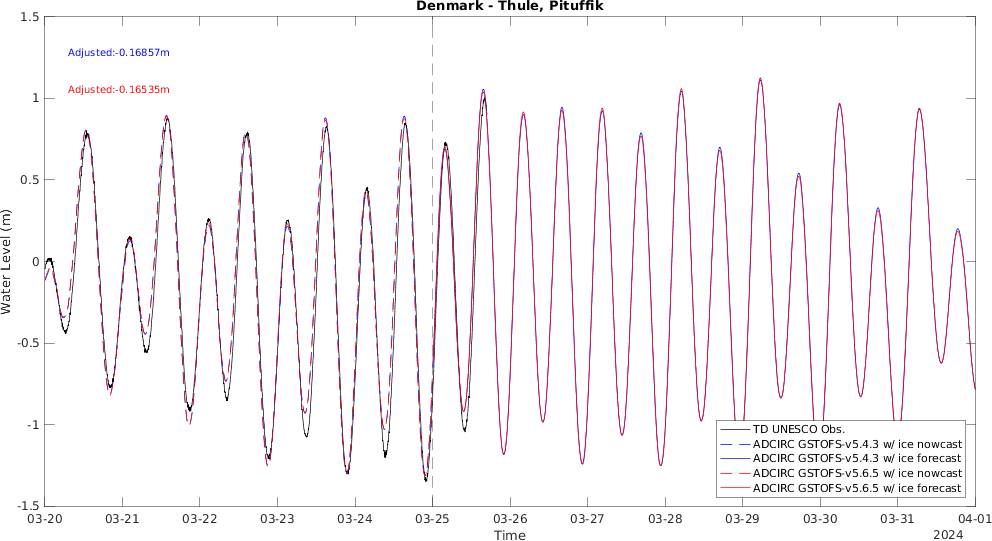 Denmark - Thule, Pituffik
1.5
Adjusted:-0.16857m
Adjusted:-0.16535m
1
0.5
0
-0.5
-1
-1.5
Water Level (m)
TD UNESCO Obs.
ADCIRC GSTOFS-v5.4.3 w/ ice nowcast
ADCIRC GSTOFS-v5.4.3 w/ ice forecast
ADCIRC GSTOFS-v5.6.5 w/ ice nowcast
ADCIRC GSTOFS-v5.6.5 w/ ice forecast
03-20 03-21 03-22 03-23 03-24 03-25 03-26 03-27 03-28 03-29 03-30 03-31 04-01
Time
2024